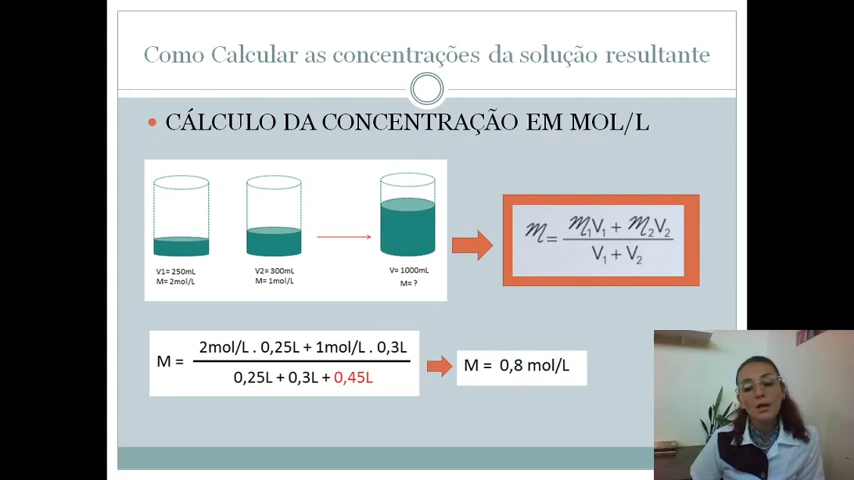 Como Calcular as concentrações da solução resultante
CÁLCULO DA CONCENTRAÇÃO EM MOL/L
V1= 250mL
M= 2mol/L
V2= 300mL
M= 1mol/L
V= 1000mL
M= ?
ℳ= ℳ₁V₁ + ℳ₂V₂
V₁ + V₂
M = 2mol/L . 0,25L + 1mol/L . 0,3L
0,25L + 0,3L + 0,45L
M = 0,8 mol/L